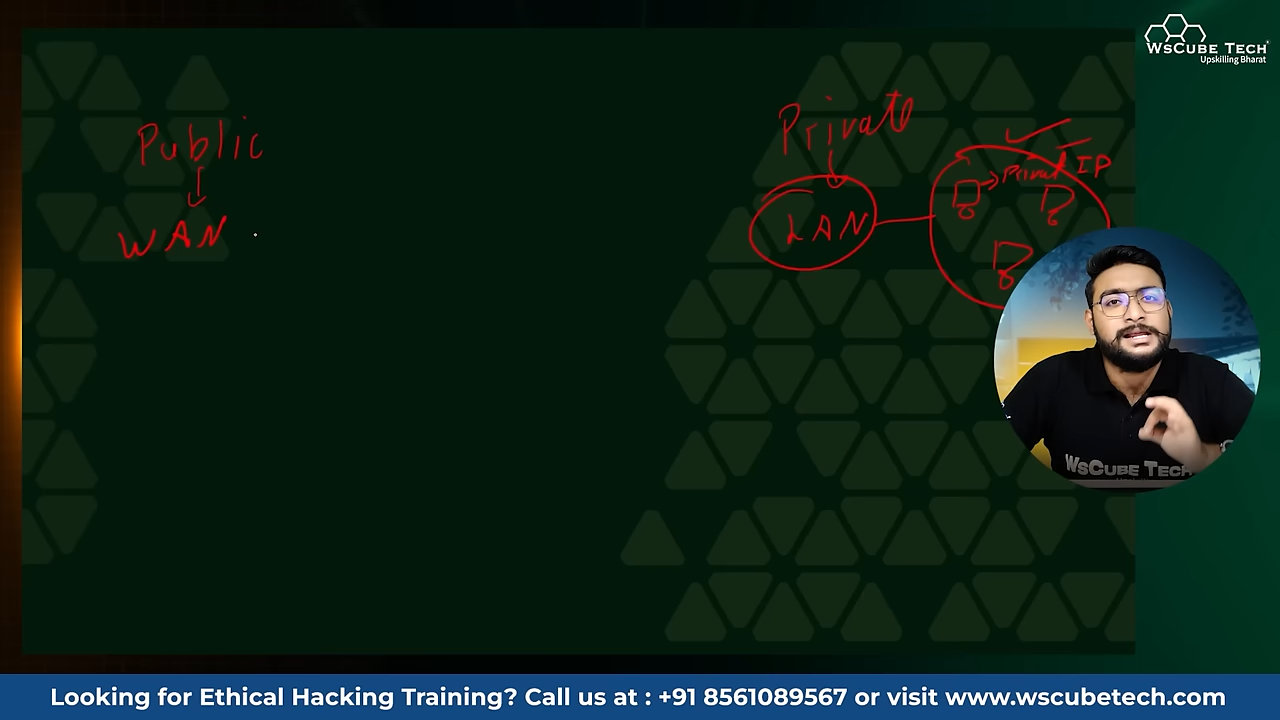 WsCube Tech
Upskilling Bharat
Public
WAN
Private
LAN
Private IP
WsCube Tech
Looking for Ethical Hacking Training? Call us at : +91 8561089567 or visit www.wscubetech.com